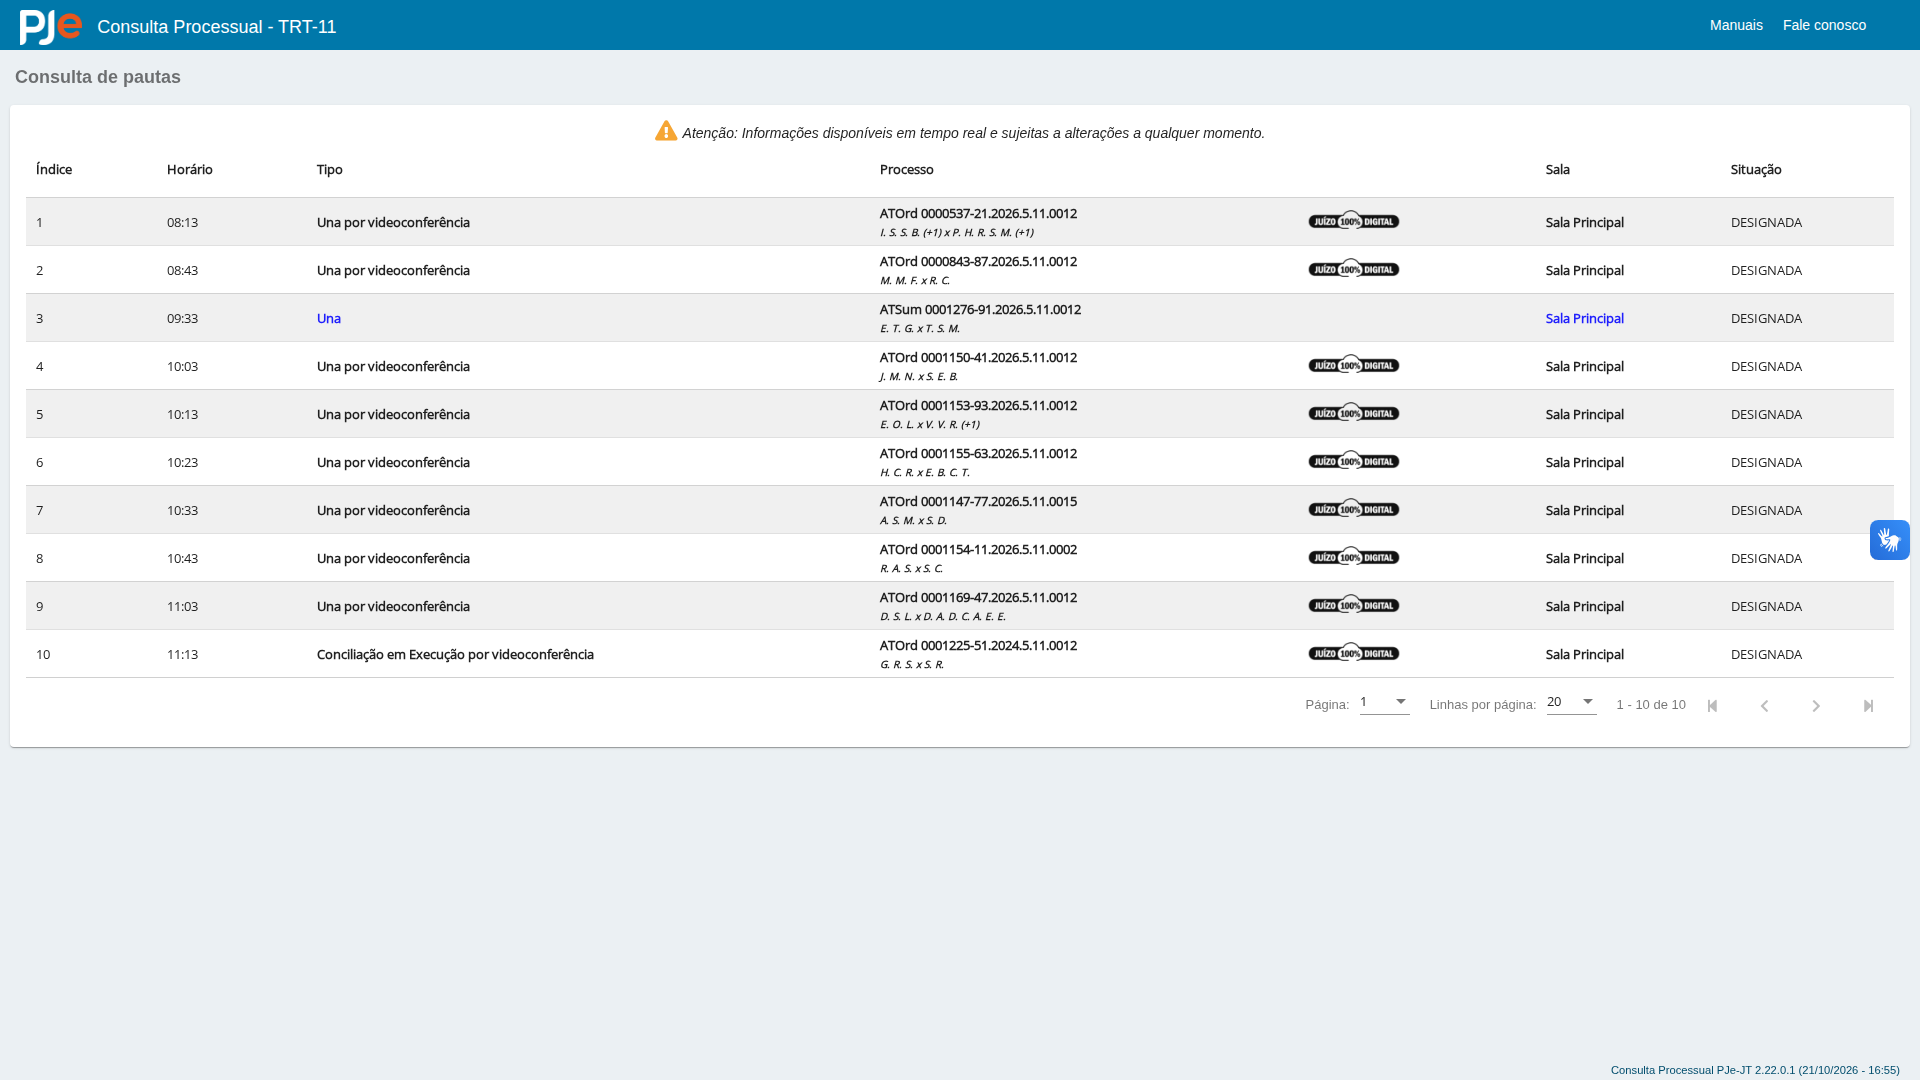 PJe Consulta Processual - TRT-11 Manuais Fale conosco
Consulta de pautas
Atenção: Informações disponíveis em tempo real e sujeitas a alterações a qualquer momento.
Índice Horário Tipo Processo Sala Situação
1 08:13 Una por videoconferência ATOrd 0000537-21.2026.5.11.0012 JUÍZO 100% DIGITAL Sala Principal DESIGNADA
I. S. S. B. (+1) x P. H. R. S. M. (+1)
2 08:43 Una por videoconferência ATOrd 0000843-87.2026.5.11.0012 JUÍZO 100% DIGITAL Sala Principal DESIGNADA
M. M. F. x R. C.
3 09:33 Una ATSum 0001276-91.2026.5.11.0012 Sala Principal DESIGNADA
E. T. G. x T. S. M.
4 10:03 Una por videoconferência ATOrd 0001150-41.2026.5.11.0012 JUÍZO 100% DIGITAL Sala Principal DESIGNADA
J. M. N. x S. E. B.
5 10:13 Una por videoconferência ATOrd 0001153-93.2026.5.11.0012 JUÍZO 100% DIGITAL Sala Principal DESIGNADA
E. O. L. x V. V. R. (+1)
6 10:23 Una por videoconferência ATOrd 0001155-63.2026.5.11.0012 JUÍZO 100% DIGITAL Sala Principal DESIGNADA
H. C. R. x E. B. C. T.
7 10:33 Una por videoconferência ATOrd 0001147-77.2026.5.11.0015 JUÍZO 100% DIGITAL Sala Principal DESIGNADA
A. S. M. x S. D.
8 10:43 Una por videoconferência ATOrd 0001154-11.2026.5.11.0002 JUÍZO 100% DIGITAL Sala Principal DESIGNADA
R. A. S. x S. C.
9 11:03 Una por videoconferência ATOrd 0001169-47.2026.5.11.0012 JUÍZO 100% DIGITAL Sala Principal DESIGNADA
D. S. L. x D. A. D. C. A. E. E.
10 11:13 Conciliação em Execução por videoconferência ATOrd 0001225-51.2024.5.11.0012 JUÍZO 100% DIGITAL Sala Principal DESIGNADA
G. R. S. x S. R.
Página: 1 Linhas por página: 20 1 - 10 de 10
Consulta Processual PJe-JT 2.22.0.1 (21/10/2026 - 16:55)